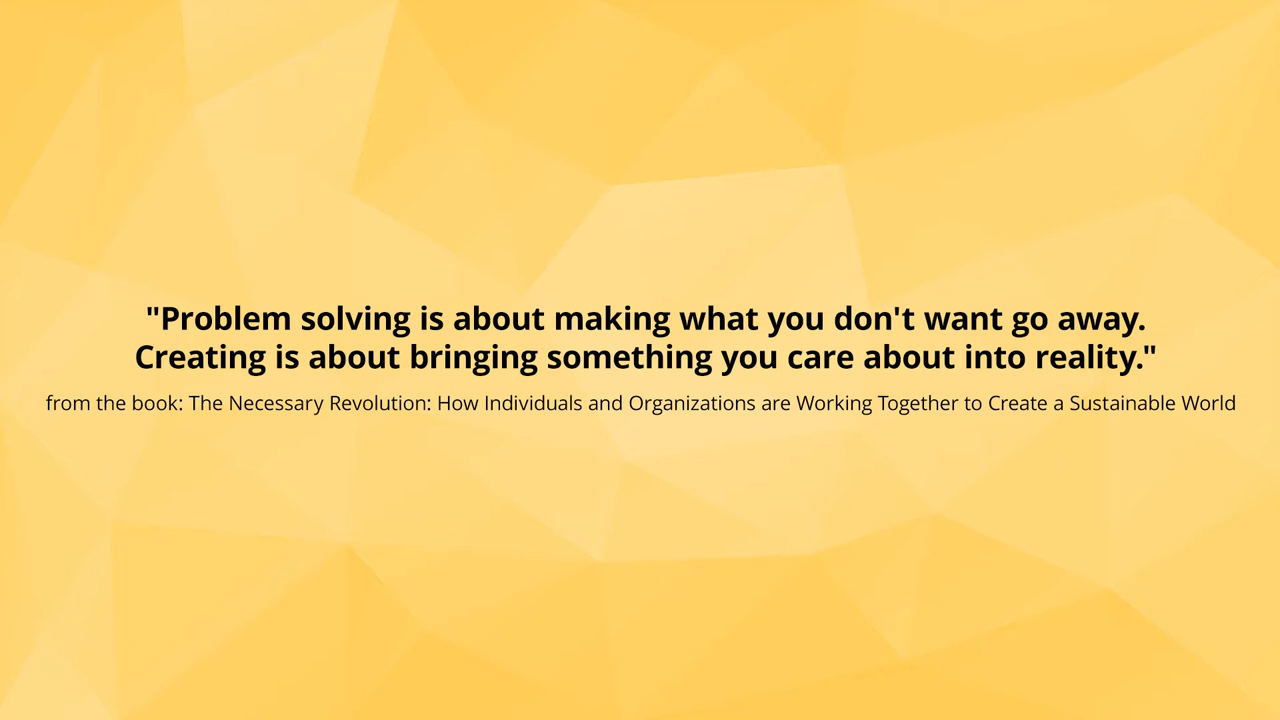 "Problem solving is about making what you don't want go away.
Creating is about bringing something you care about into reality."
from the book: The Necessary Revolution: How Individuals and Organizations are Working Together to Create a Sustainable World